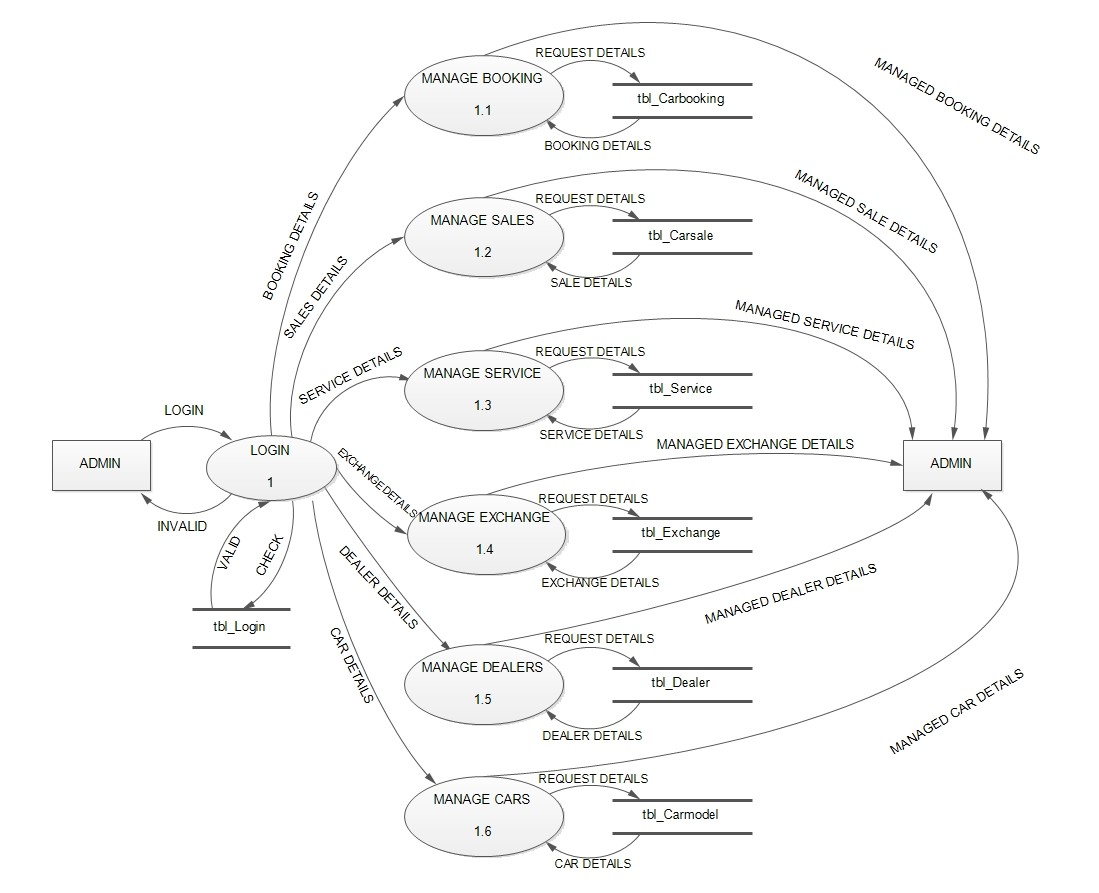 REQUEST DETAILS
MANAGE BOOKING
1.1
tbl_Carbooking
BOOKING DETAILS
MANAGED BOOKING DETAILS
BOOKING DETAILS
REQUEST DETAILS
MANAGE SALES
1.2
tbl_Carsale
SALE DETAILS
MANAGED SALE DETAILS
SALES DETAILS
REQUEST DETAILS
MANAGE SERVICE
1.3
tbl_Service
SERVICE DETAILS
MANAGED SERVICE DETAILS
SERVICE DETAILS
LOGIN
ADMIN
INVALID
LOGIN
1
VALID
CHECK
tbl_Login
EXCHANGE DETAILS
MANAGED EXCHANGE DETAILS
ADMIN
REQUEST DETAILS
MANAGE EXCHANGE
1.4
tbl_Exchange
EXCHANGE DETAILS
DEALER DETAILS
MANAGED DEALER DETAILS
REQUEST DETAILS
MANAGE DEALERS
1.5
tbl_Dealer
DEALER DETAILS
CAR DETAILS
MANAGED CAR DETAILS
REQUEST DETAILS
MANAGE CARS
1.6
tbl_Carmodel
CAR DETAILS